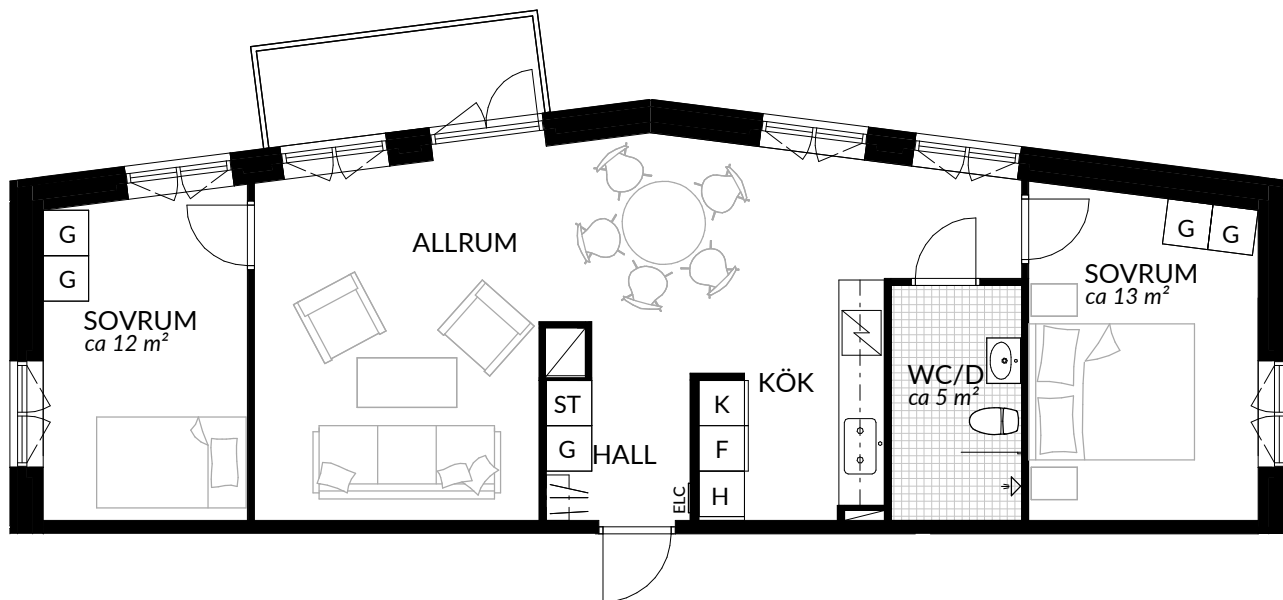 G
G
SOVRUM
ca 12 m²
ALLRUM
ST
G
HALL
ELC
K
F
H
KÖK
WC/D
ca 5 m²
G
G
SOVRUM
ca 13 m²